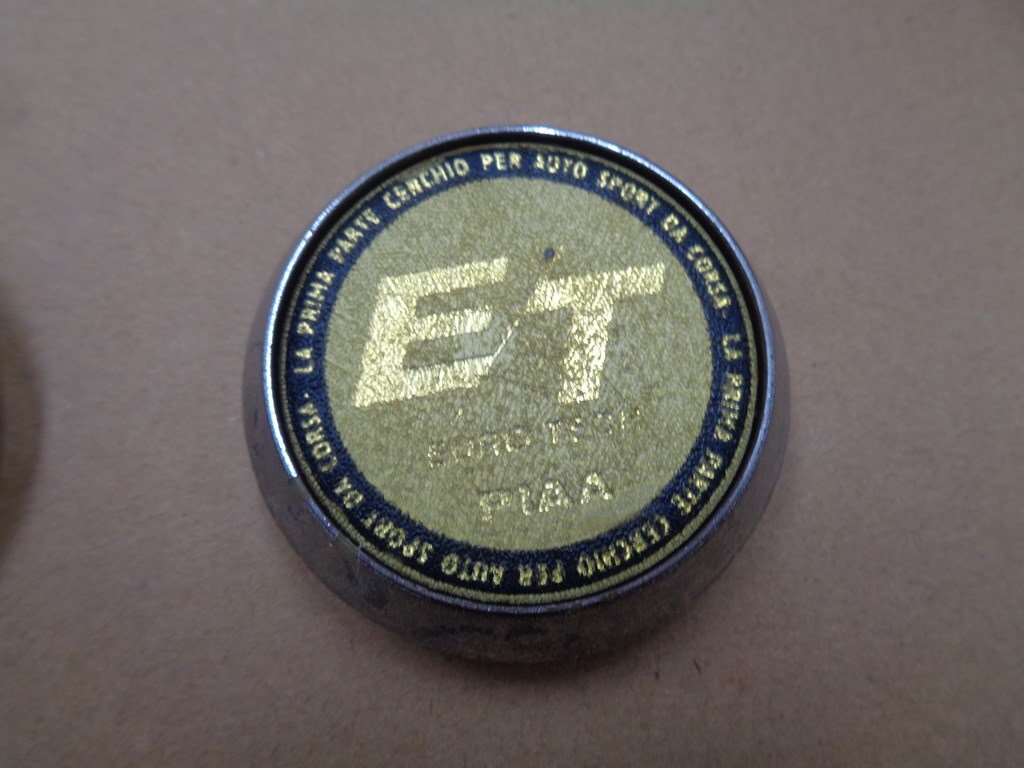 LA PRIMA PARTE CERCHIO PER AUTO SPORT DA CORSA · LA PRIMA PARTE CERCHIO PER AUTO SPORT DA CORSA ·
ET
EURO TECH
PIAA